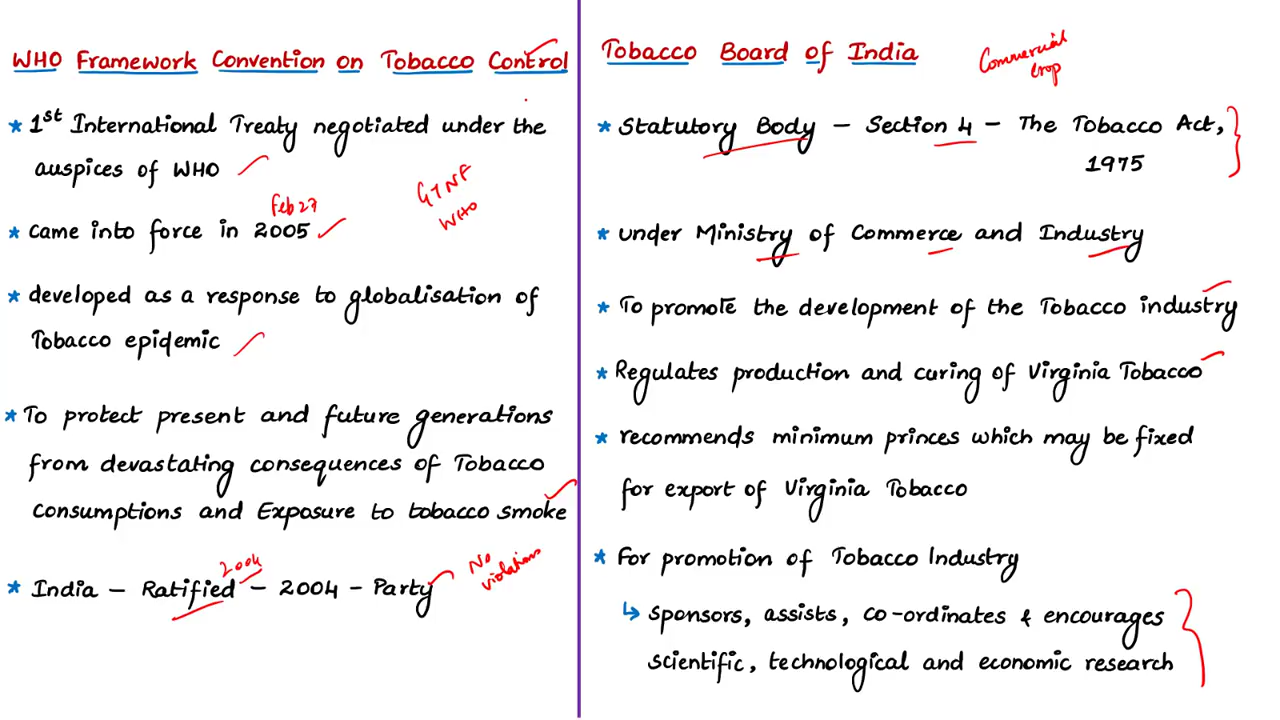 WHO Framework Convention on Tobacco Control
* 1st International Treaty negotiated under the
auspices of WHO
GTNF
WHO
Feb 27
* came into force in 2005
* developed as a response to globalisation of
Tobacco epidemic
* To protect present and future generations
from devastating consequences of Tobacco
consumptions and Exposure to tobacco smoke
2004
No
violations
* India – Ratified – 2004 – Party
Tobacco Board of India
Commercial
crop
* Statutory Body – Section 4 – The Tobacco Act,
1975
* under Ministry of Commerce and Industry
* To promote the development of the Tobacco industry
* Regulates production and curing of Virginia Tobacco
* recommends minimum princes which may be fixed
for export of Virginia Tobacco
* For promotion of Tobacco Industry
↳ sponsors, assists, co-ordinates & encourages
scientific, technological and economic research